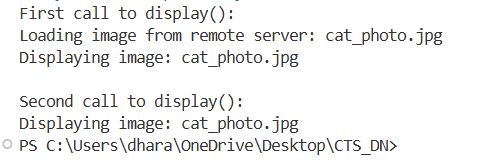 First call to display():
Loading image from remote server: cat_photo.jpg
Displaying image: cat_photo.jpg
Second call to display():
Displaying image: cat_photo.jpg
PS C:\Users\dhara\OneDrive\Desktop\CTS_DN>